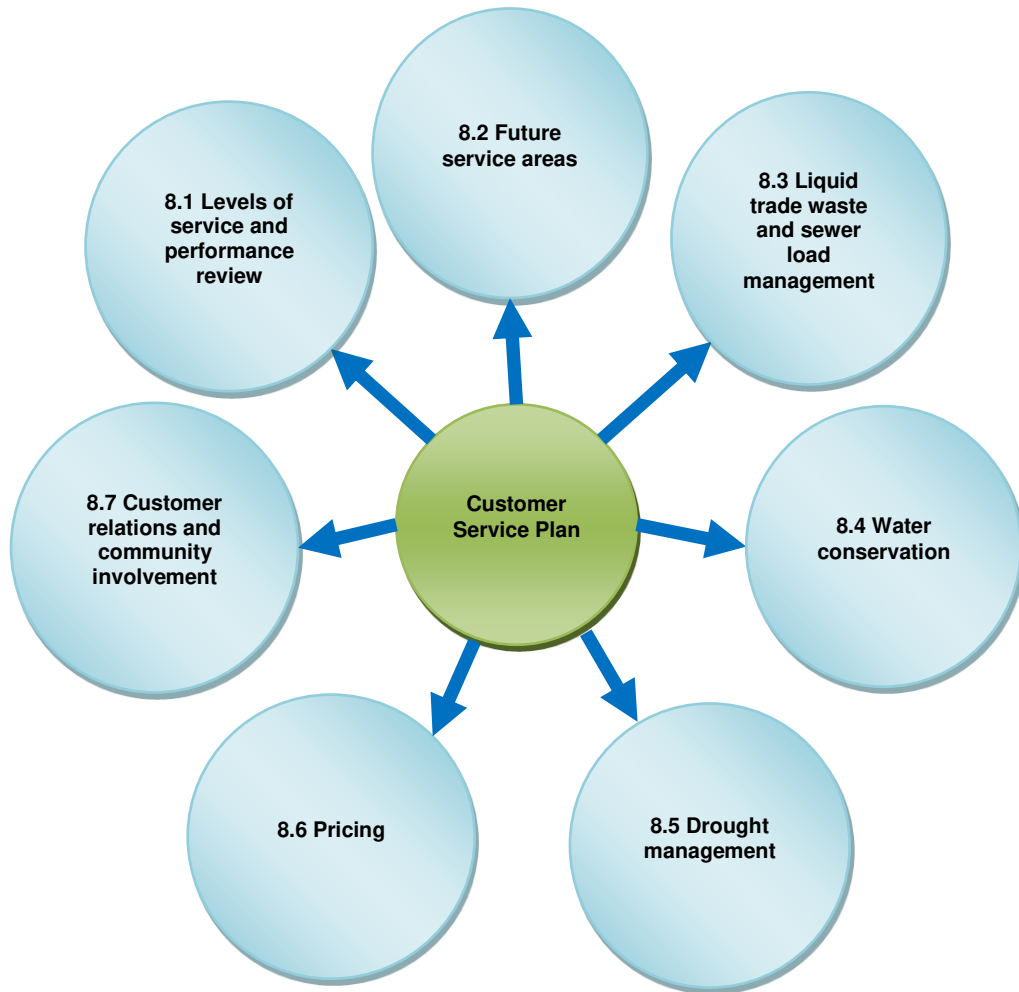 8.1 Levels of
service and
performance
review
8.2 Future
service areas
8.3 Liquid
trade waste
and sewer
load
management
8.4 Water
conservation
8.5 Drought
management
8.6 Pricing
8.7 Customer
relations and
community
involvement
Customer
Service Plan